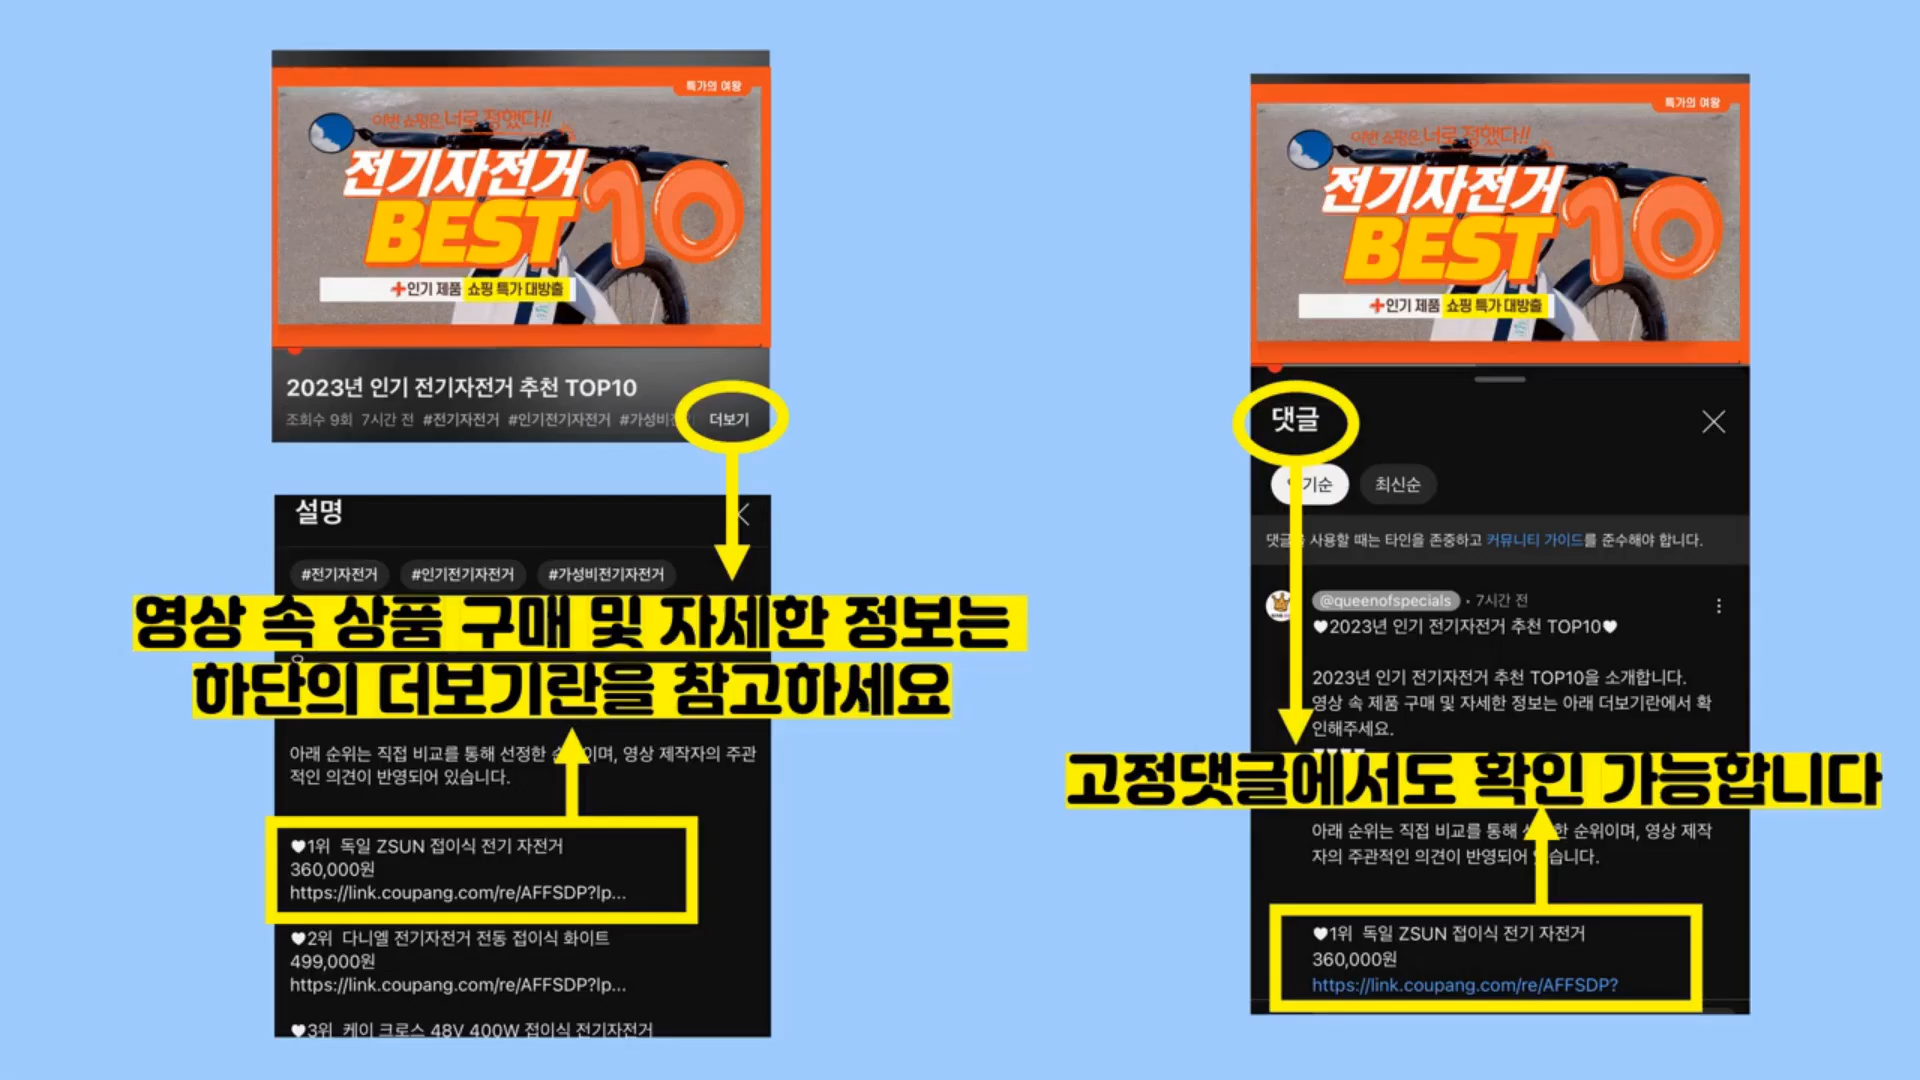 특가의 여왕
이번 쇼핑은 너로 정했다!!
전기자전거
BEST 10
+인기 제품 쇼핑 특가 대방출
2023년 인기 전기자전거 추천 TOP10
조회수 9회 7시간 전 #전기자전거 #인기전기자전거 #가성비전
더보기
설명
#전기자전거 #인기전기자전거 #가성비전기자전거
영상 속 상품 구매 및 자세한 정보는
하단의 더보기란을 참고하세요
아래 순위는 직접 비교를 통해 선정한 순위이며, 영상 제작자의 주관
적인 의견이 반영되어 있습니다.
♥1위 독일 ZSUN 접이식 전기 자전거
360,000원
https://link.coupang.com/re/AFFSDP?lp...
♥2위 다니엘 전기자전거 전동 접이식 화이트
499,000원
https://link.coupang.com/re/AFFSDP?lp...
♥3위 케이 크로스 48V 400W 접이식 전기자전거
특가의 여왕
이번 쇼핑은 너로 정했다!!
전기자전거
BEST 10
+인기 제품 쇼핑 특가 대방출
댓글
인기순 최신순
댓글을 사용할 때는 타인을 존중하고 커뮤니티 가이드를 준수해야 합니다.
@queenofspecials · 7시간 전
♥2023년 인기 전기자전거 추천 TOP10♥
2023년 인기 전기자전거 추천 TOP10을 소개합니다.
영상 속 제품 구매 및 자세한 정보는 아래 더보기란에서 확
인해주세요.
고정댓글에서도 확인 가능합니다
아래 순위는 직접 비교를 통해 선정한 순위이며, 영상 제작
자의 주관적인 의견이 반영되어 있습니다.
♥1위 독일 ZSUN 접이식 전기 자전거
360,000원
https://link.coupang.com/re/AFFSDP?